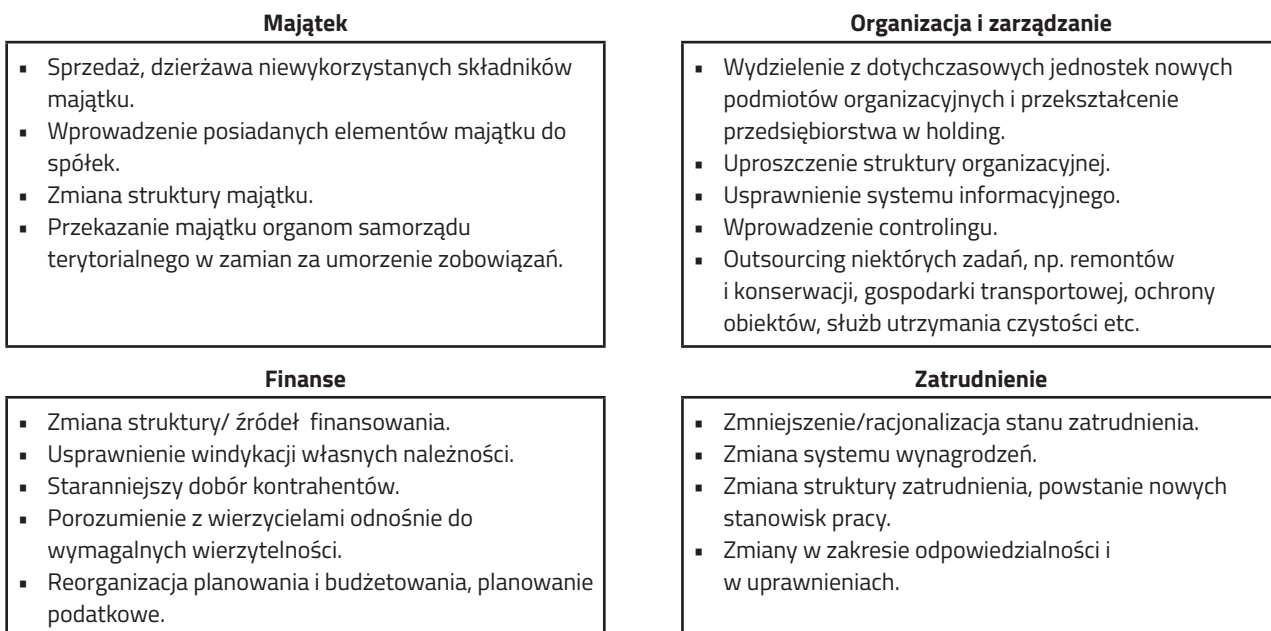 Majątek
▪ Sprzedaż, dzierżawa niewykorzystanych składników
majątku.
▪ Wprowadzenie posiadanych elementów majątku do
spółek.
▪ Zmiana struktury majątku.
▪ Przekazanie majątku organom samorządu
terytorialnego w zamian za umorzenie zobowiązań.
Organizacja i zarządzanie
▪ Wydzielenie z dotychczasowych jednostek nowych
podmiotów organizacyjnych i przekształcenie
przedsiębiorstwa w holding.
▪ Uproszczenie struktury organizacyjnej.
▪ Usprawnienie systemu informacyjnego.
▪ Wprowadzenie controlingu.
▪ Outsourcing niektórych zadań, np. remontów
i konserwacji, gospodarki transportowej, ochrony
obiektów, służb utrzymania czystości etc.
Finanse
▪ Zmiana struktury/ źródeł finansowania.
▪ Usprawnienie windykacji własnych należności.
▪ Staranniejszy dobór kontrahentów.
▪ Porozumienie z wierzycielami odnośnie do
wymagalnych wierzytelności.
▪ Reorganizacja planowania i budżetowania, planowanie
podatkowe.
Zatrudnienie
▪ Zmniejszenie/racjonalizacja stanu zatrudnienia.
▪ Zmiana systemu wynagrodzeń.
▪ Zmiana struktury zatrudnienia, powstanie nowych
stanowisk pracy.
▪ Zmiany w zakresie odpowiedzialności i
w uprawnieniach.